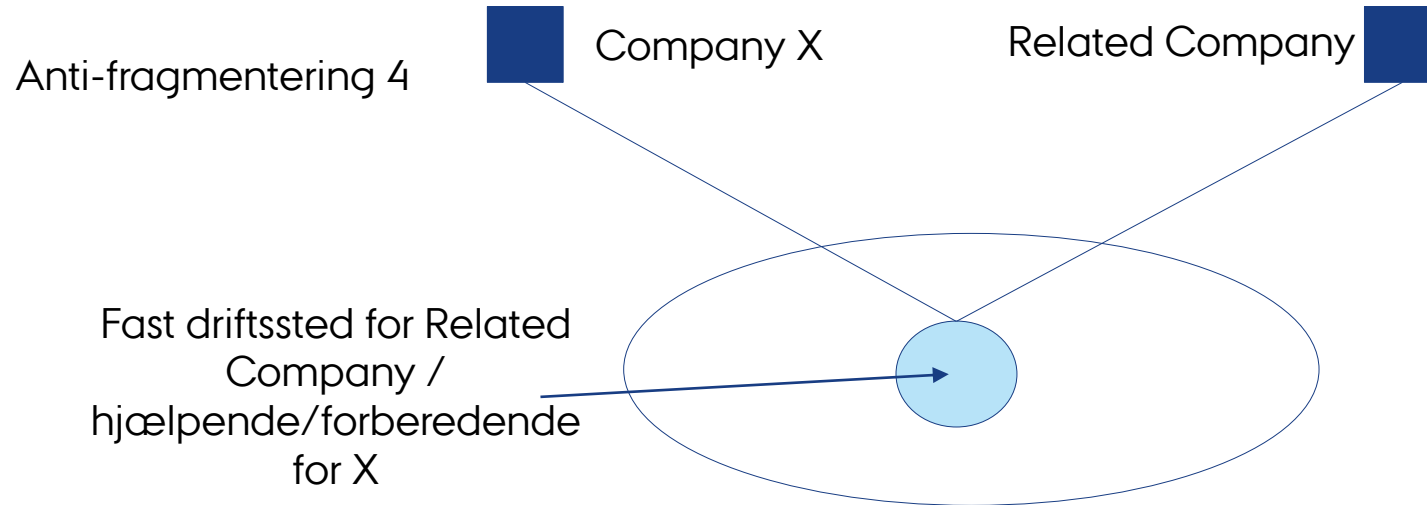 Anti-fragmentering 4
Company X
Related Company
Fast driftssted for Related
Company /
hjælpende/forberedende
for X